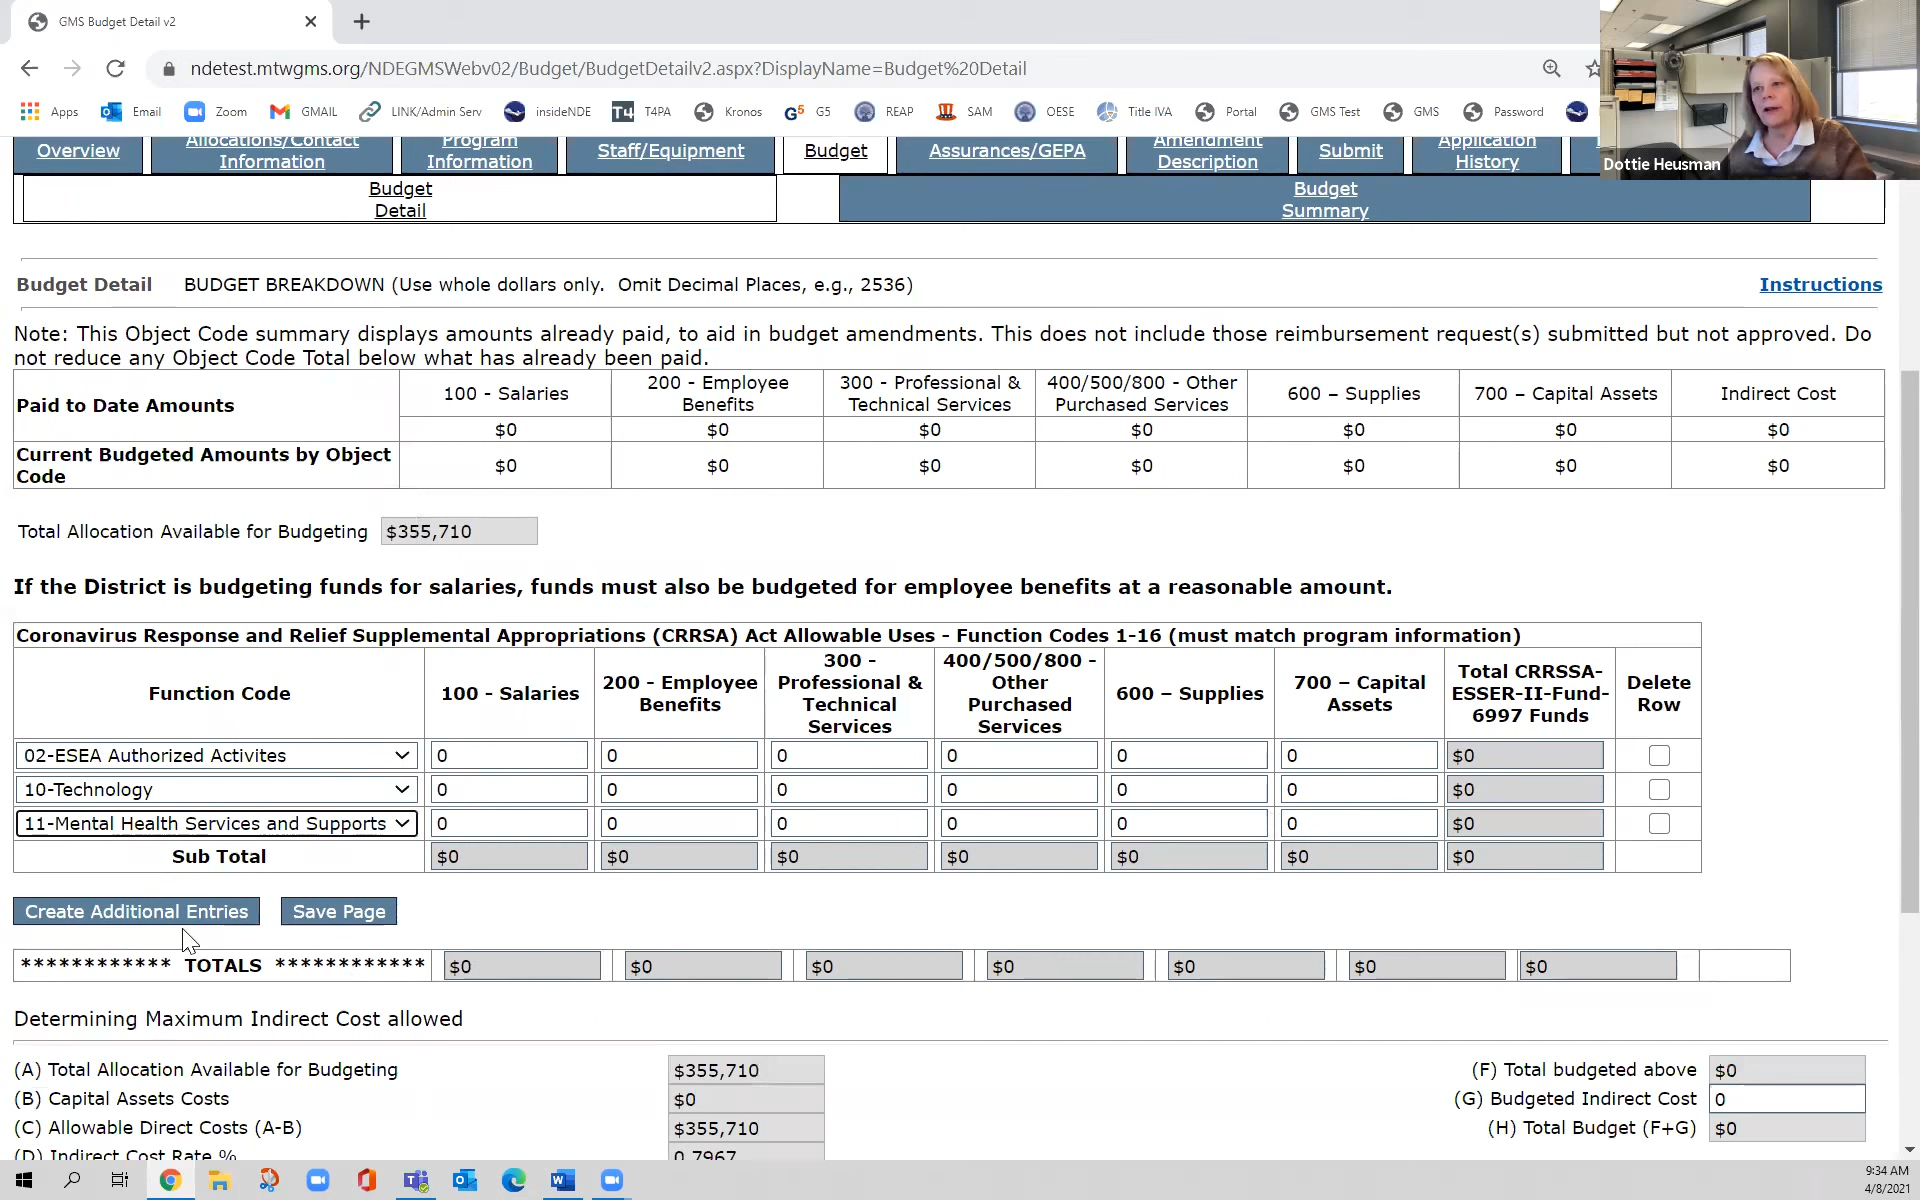 GMS Budget Detail v2
ndetest.mtwgms.org/NDEGMSWebv02/Budget/BudgetDetailv2.aspx?DisplayName=Budget%20Detail
Apps Email Zoom GMAIL LINK/Admin Serv insideNDE T4PA Kronos G5 REAP SAM OESE Title IVA Portal GMS Test GMS Password
Dottie Heusman
Overview
Allocations/Contact
Information
Program
Information
Staff/Equipment
Budget
Assurances/GEPA
Amendment
Description
Submit
Application
History
Budget
Detail
Budget
Summary
Budget Detail BUDGET BREAKDOWN (Use whole dollars only. Omit Decimal Places, e.g., 2536) Instructions
Note: This Object Code summary displays amounts already paid, to aid in budget amendments. This does not include those reimbursement request(s) submitted but not approved. Do
not reduce any Object Code Total below what has already been paid.
Paid to Date Amounts
100 - Salaries
200 - Employee
Benefits
300 - Professional &
Technical Services
400/500/800 - Other
Purchased Services
600 – Supplies
700 – Capital Assets
Indirect Cost
$0 $0 $0 $0 $0 $0 $0
Current Budgeted Amounts by Object
Code
$0 $0 $0 $0 $0 $0 $0
Total Allocation Available for Budgeting $355,710
If the District is budgeting funds for salaries, funds must also be budgeted for employee benefits at a reasonable amount.
Coronavirus Response and Relief Supplemental Appropriations (CRRSA) Act Allowable Uses - Function Codes 1-16 (must match program information)
Function Code
100 - Salaries
200 - Employee
Benefits
300 -
Professional &
Technical
Services
400/500/800 -
Other
Purchased
Services
600 – Supplies
700 – Capital
Assets
Total CRRSSA-
ESSER-II-Fund-
6997 Funds
Delete
Row
02-ESEA Authorized Activites 0 0 0 0 0 0 $0
10-Technology 0 0 0 0 0 0 $0
11-Mental Health Services and Supports 0 0 0 0 0 0 $0
Sub Total $0 $0 $0 $0 $0 $0 $0
Create Additional Entries Save Page
************ TOTALS ************ $0 $0 $0 $0 $0 $0 $0
Determining Maximum Indirect Cost allowed
(A) Total Allocation Available for Budgeting $355,710 (F) Total budgeted above $0
(B) Capital Assets Costs $0 (G) Budgeted Indirect Cost 0
(C) Allowable Direct Costs (A-B) $355,710 (H) Total Budget (F+G) $0
(D) Indirect Cost Rate % 0.7967
9:34 AM
4/8/2021